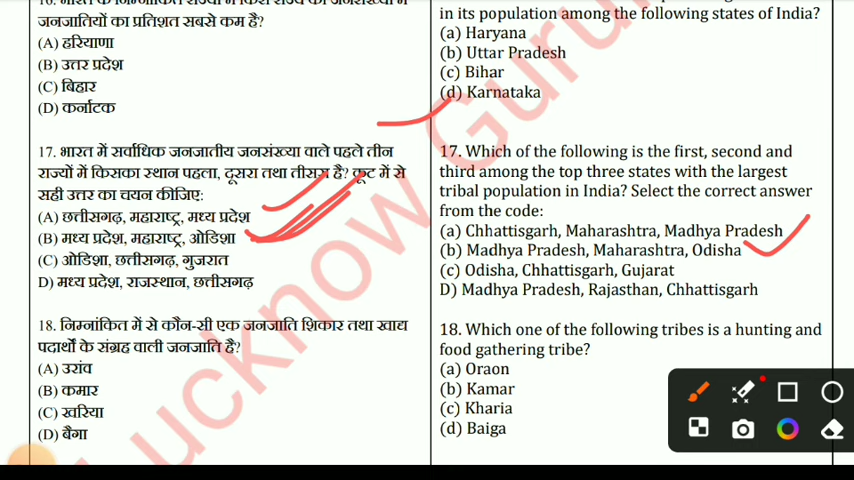 जनजातियों का प्रतिशत सबसे कम है?
(A) हरियाणा
(B) उत्तर प्रदेश
(C) बिहार
(D) कर्नाटक
17. भारत में सर्वाधिक जनजातीय जनसंख्या वाले पहले तीन
राज्यों में किसका स्थान पहला, दूसरा तथा तीसरा है? कूट में से
सही उत्तर का चयन कीजिए:
(A) छत्तीसगढ़, महाराष्ट्र, मध्य प्रदेश
(B) मध्य प्रदेश, महाराष्ट्र, ओडिशा
(C) ओडिशा, छत्तीसगढ़, गुजरात
D) मध्य प्रदेश, राजस्थान, छत्तीसगढ़
18. निम्नांकित में से कौन-सी एक जनजाति शिकार तथा खाद्य
पदार्थों के संग्रह वाली जनजाति है?
(A) उरांव
(B) कमार
(C) खरिया
(D) बैगा
in its population among the following states of India?
(a) Haryana
(b) Uttar Pradesh
(c) Bihar
(d) Karnataka
17. Which of the following is the first, second and
third among the top three states with the largest
tribal population in India? Select the correct answer
from the code:
(a) Chhattisgarh, Maharashtra, Madhya Pradesh
(b) Madhya Pradesh, Maharashtra, Odisha
(c) Odisha, Chhattisgarh, Gujarat
D) Madhya Pradesh, Rajasthan, Chhattisgarh
18. Which one of the following tribes is a hunting and
food gathering tribe?
(a) Oraon
(b) Kamar
(c) Kharia
(d) Baiga
Lucknow Guruk